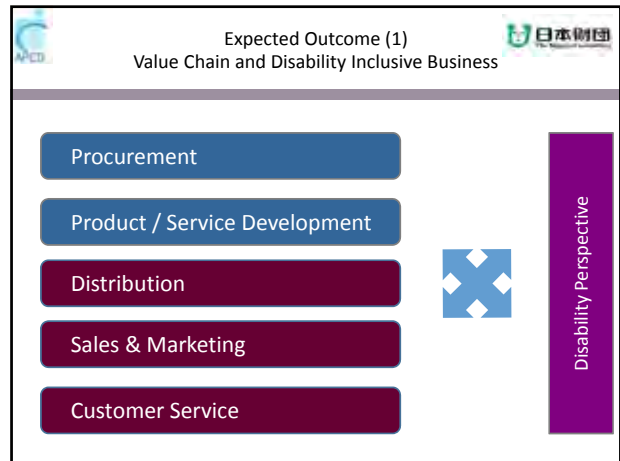 Expected Outcome (1)
Value Chain and Disability Inclusive Business
APCD
日本財団
Procurement
Product / Service Development
Distribution
Sales & Marketing
Customer Service
Disability Perspective